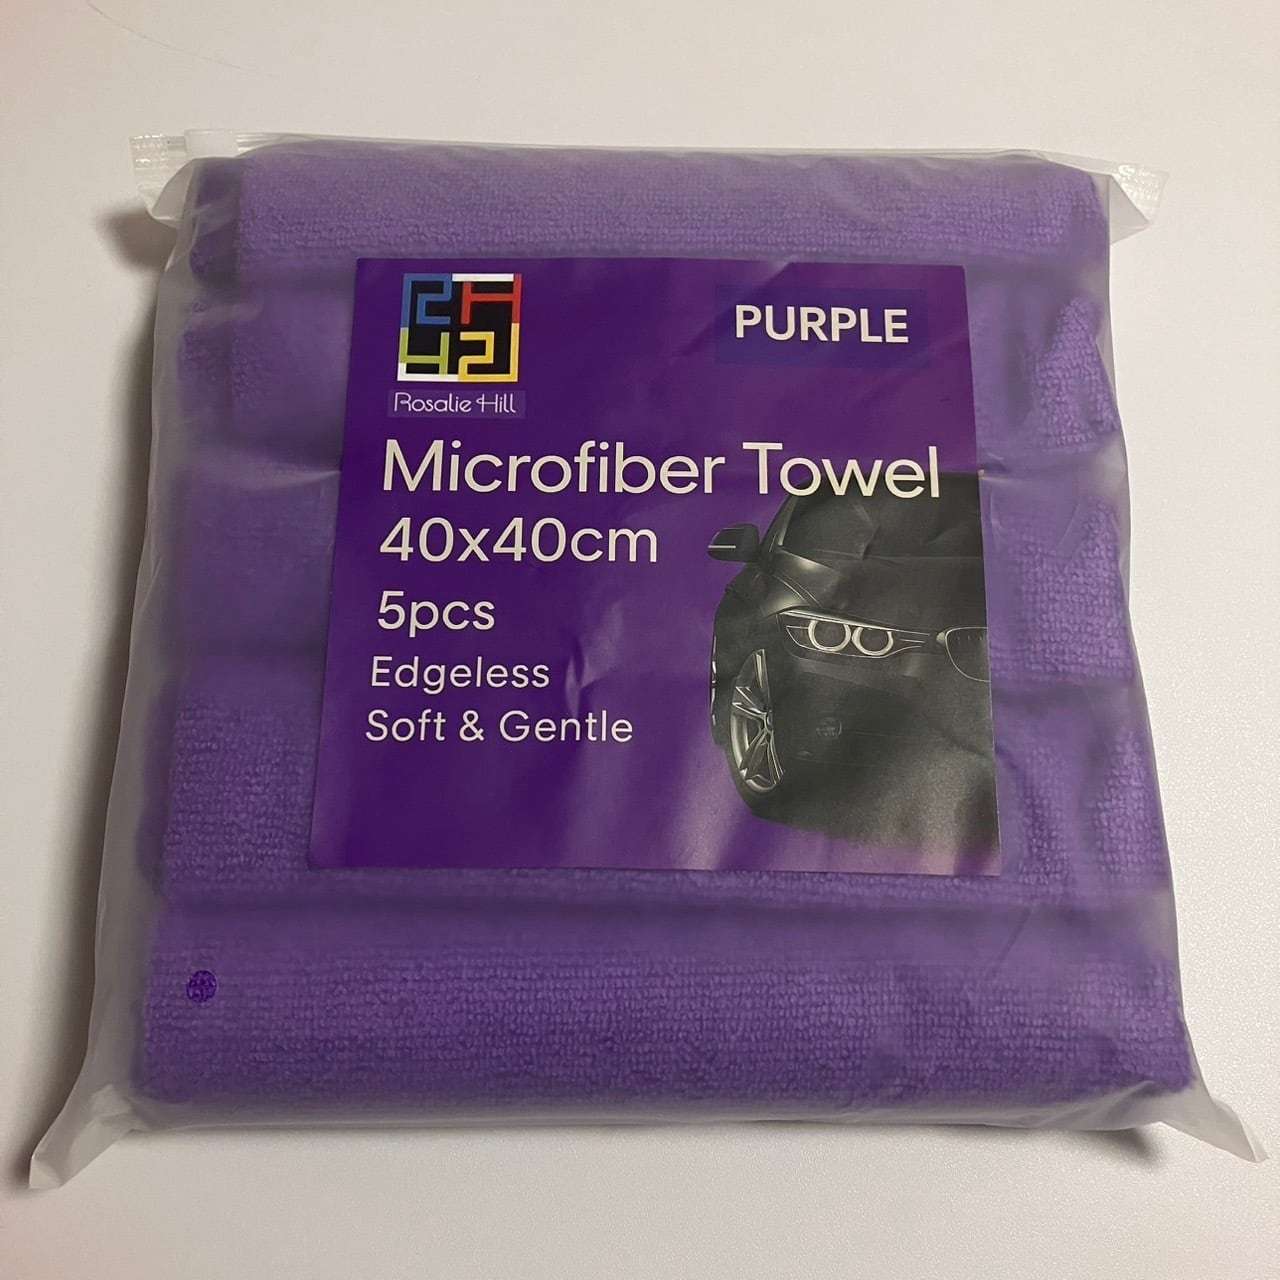 PURPLE
Rosalie Hill
Microfiber Towel
40x40cm
5pcs
Edgeless
Soft & Gentle